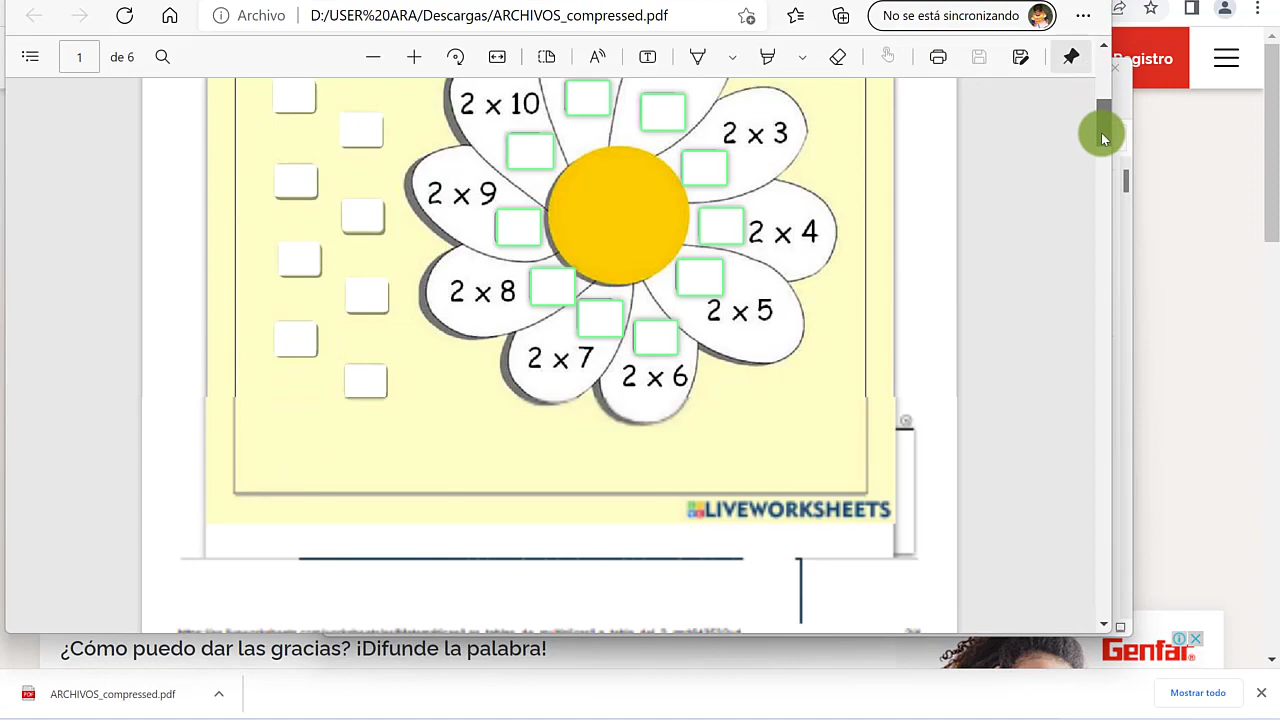 Archivo
D:/USER%20ARA/Descargas/ARCHIVOS_compressed.pdf
No se está sincronizando
1
de 6
Registro
2 x 10
2 x 3
2 x 9
2 x 4
2 x 8
2 x 5
2 x 7
2 x 6
LIVEWORKSHEETS
¿Cómo puedo dar las gracias? ¡Difunde la palabra!
Genfar
ARCHIVOS_compressed.pdf
Mostrar todo